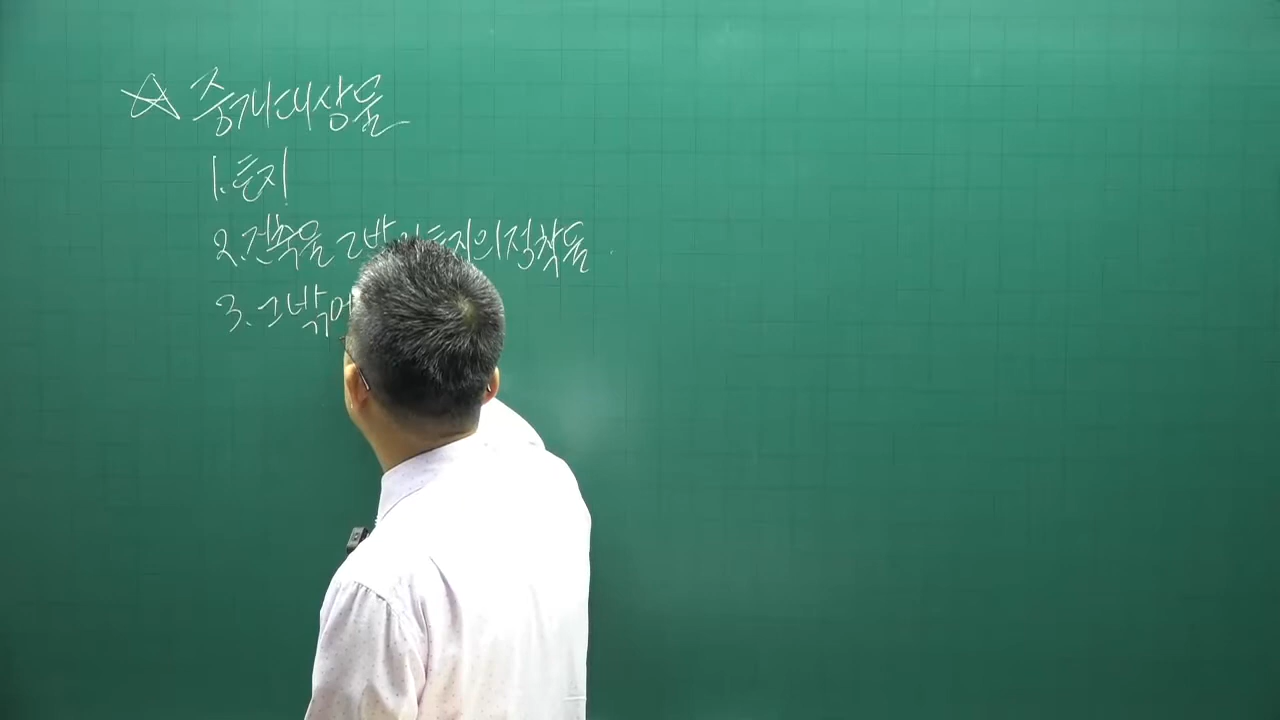 ☆ 중개대상물
1. 토지
2. 건축물 그밖의 토지의 정착물
3. 그밖에